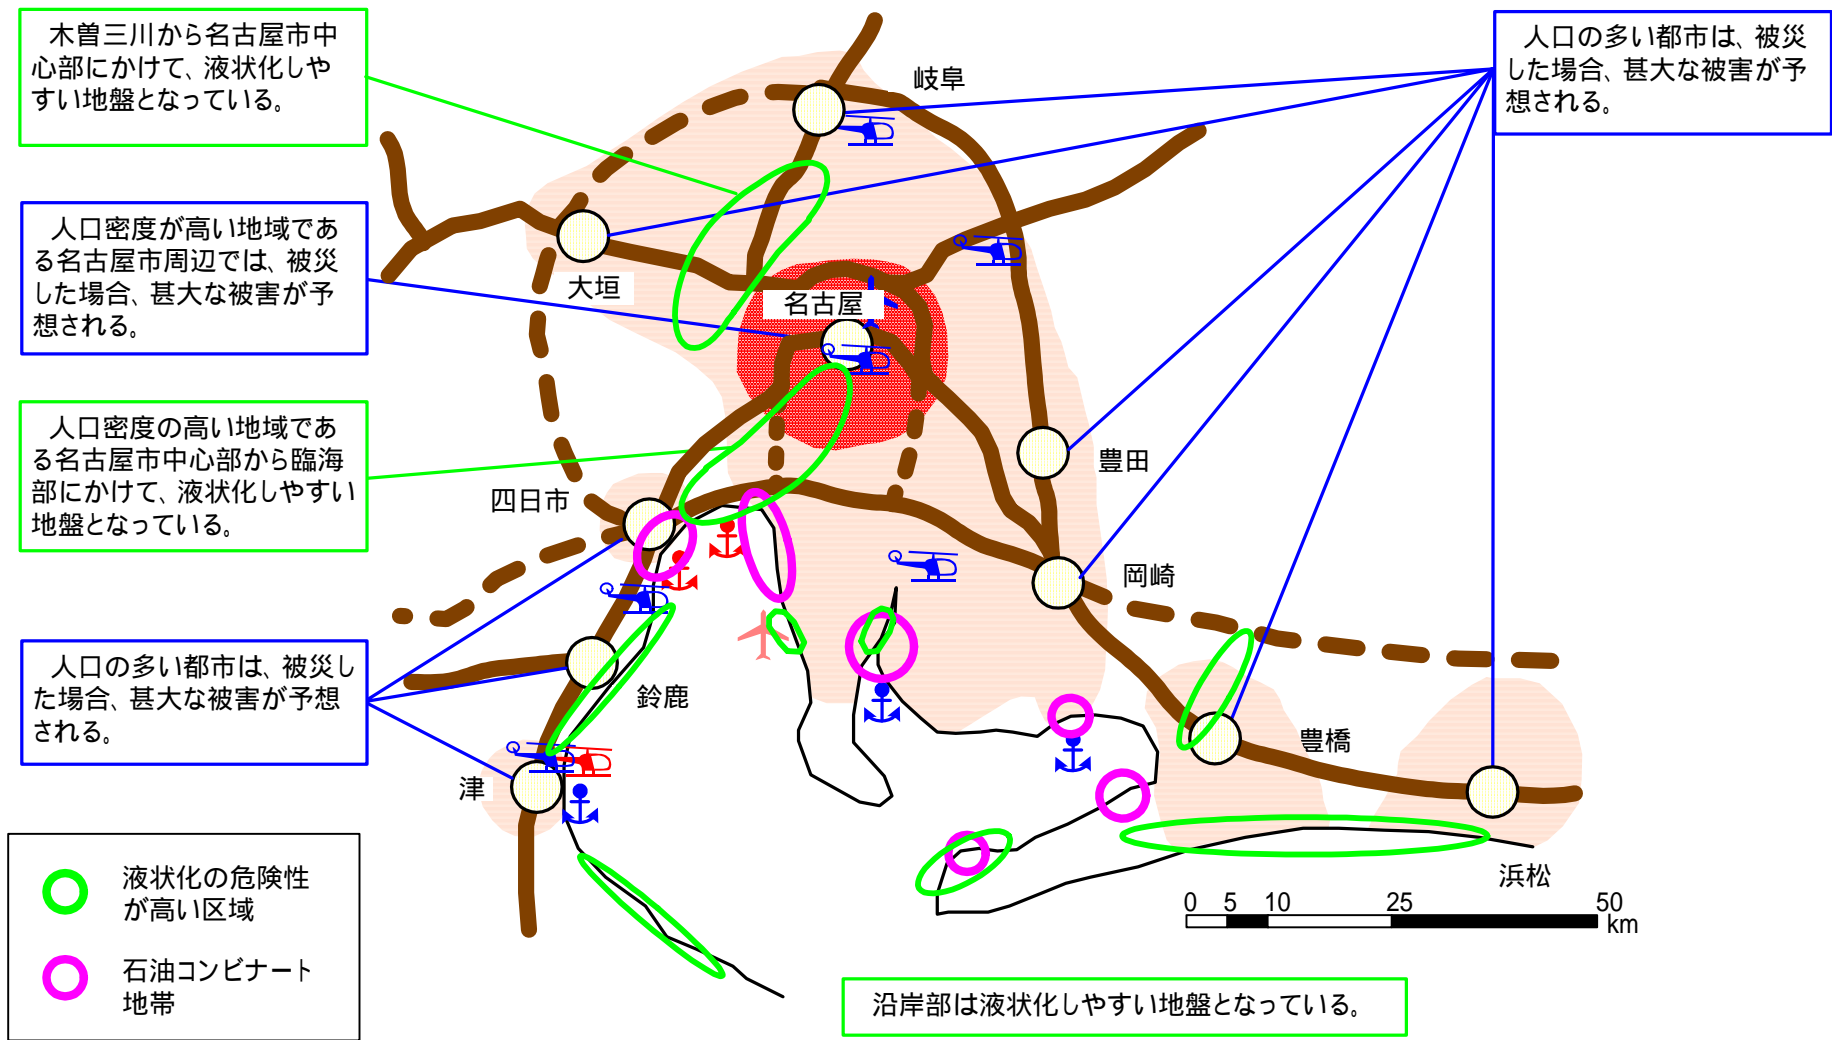 木曽三川から名古屋市中
心部にかけて、液状化しや
すい地盤となっている。
人口の多い都市は、被災
した場合、甚大な被害が予
想される。
岐阜
人口密度が高い地域であ
る名古屋市周辺では、被災
した場合、甚大な被害が予
想される。
大垣
名古屋
人口密度の高い地域であ
る名古屋市中心部から臨海
部にかけて、液状化しやすい
地盤となっている。
四日市
豊田
岡崎
人口の多い都市は、被災し
た場合、甚大な被害が予想
される。
鈴鹿
豊橋
津
浜松
液状化の危険性
が高い区域
石油コンビナート
地帯
0 5 10 25 50
km
沿岸部は液状化しやすい地盤となっている。